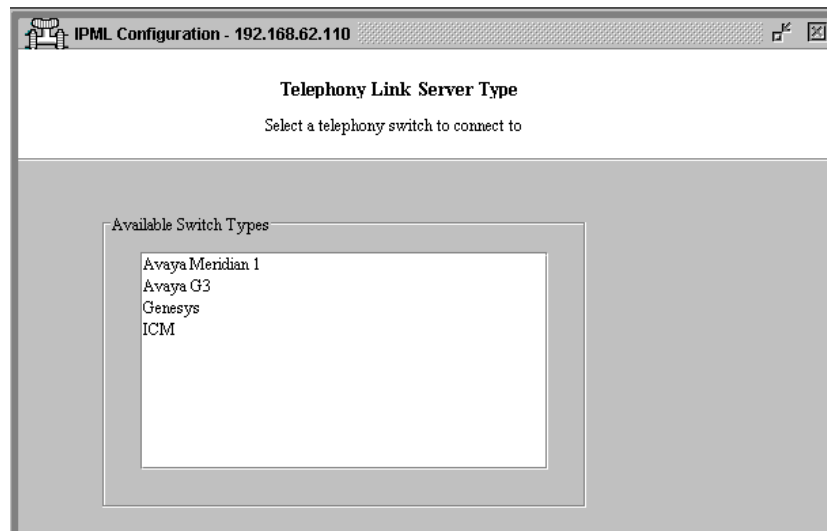 IPML Configuration - 192.168.62.110
Telephony Link Server Type
Select a telephony switch to connect to
Available Switch Types
Avaya Meridian 1
Avaya G3
Genesys
ICM